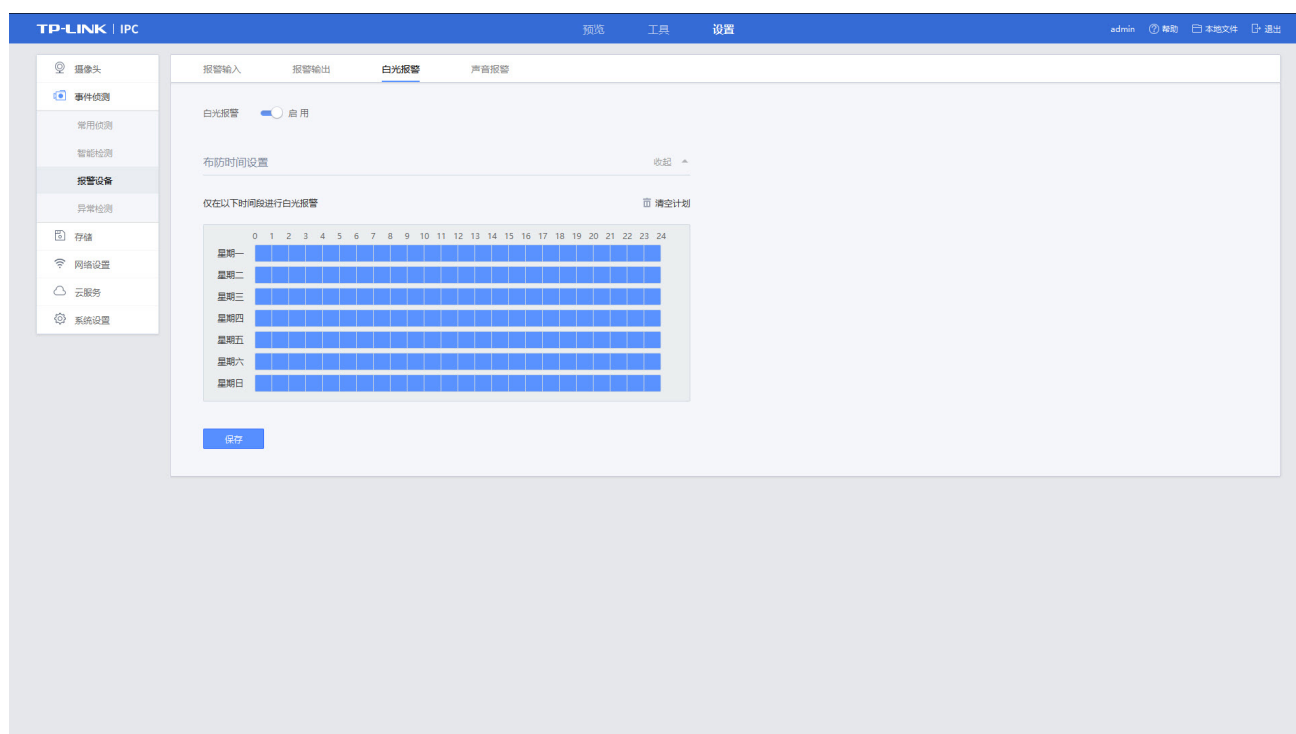 TP-LINK | IPC 预览 工具 设置 admin 帮助 本地文件 退出
摄像头
事件侦测
常用侦测
智能检测
报警设备
异常检测
存储
网络设置
云服务
系统设置
报警输入 报警输出 白光报警 声音报警
白光报警 启用
布防时间设置 收起
仅在以下时间段进行白光报警 清空计划
0 1 2 3 4 5 6 7 8 9 10 11 12 13 14 15 16 17 18 19 20 21 22 23 24
星期一
星期二
星期三
星期四
星期五
星期六
星期日
保存